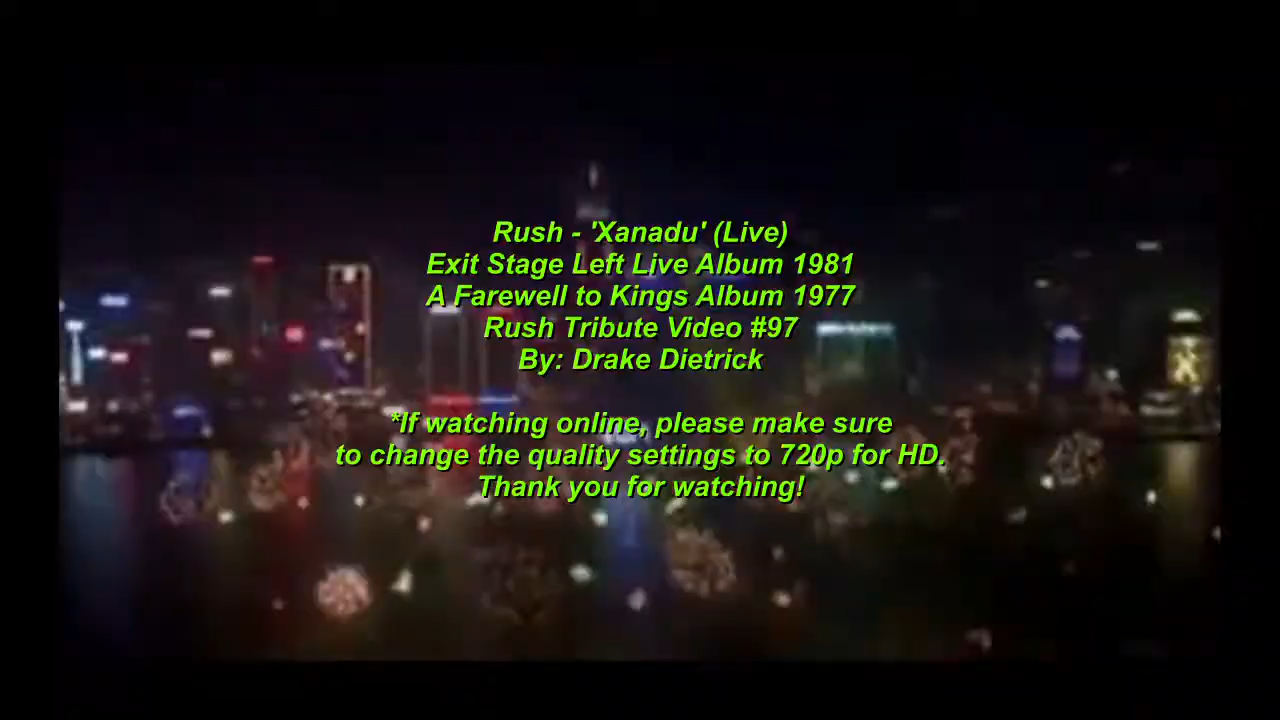 Rush - 'Xanadu' (Live)
Exit Stage Left Live Album 1981
A Farewell to Kings Album 1977
Rush Tribute Video #97
By: Drake Dietrick
*If watching online, please make sure
to change the quality settings to 720p for HD.
Thank you for watching!